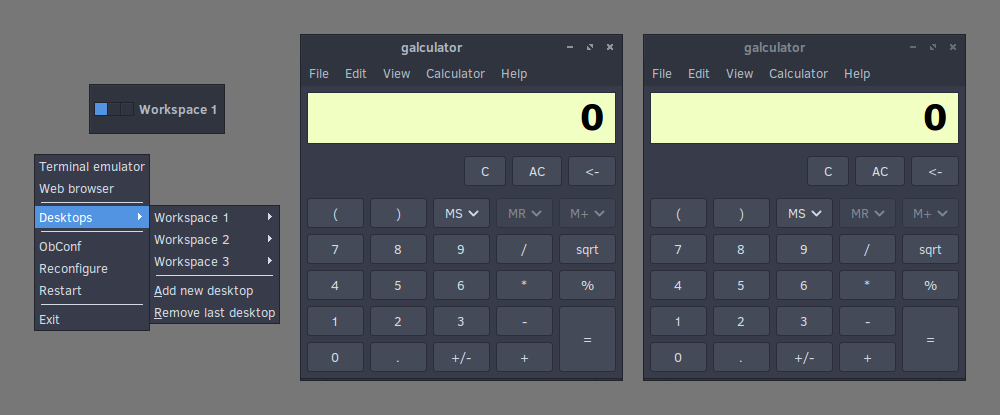 Workspace 1
Terminal emulator
Web browser
Desktops
ObConf
Reconfigure
Restart
Exit
Workspace 1
Workspace 2
Workspace 3
Add new desktop
Remove last desktop
galculator
File Edit View Calculator Help
0
C AC <-
( ) MS MR M+
7 8 9 / sqrt
4 5 6 * %
1 2 3 -
0 . +/- + =
galculator
File Edit View Calculator Help
0
C AC <-
( ) MS MR M+
7 8 9 / sqrt
4 5 6 * %
1 2 3 -
0 . +/- + =